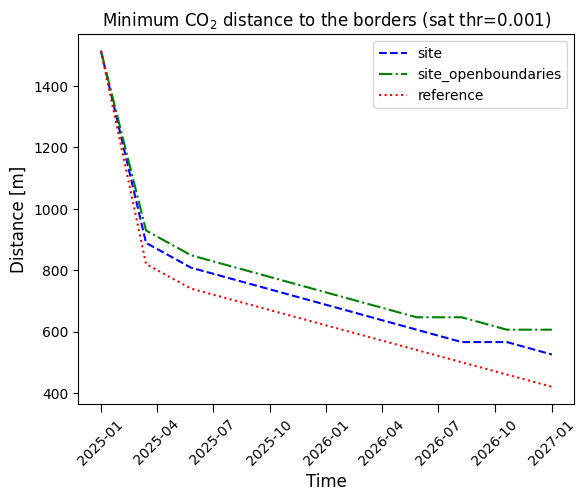 Minimum CO₂ distance to the borders (sat thr=0.001)
site
site_openboundaries
reference
Distance [m]
1400
1200
1000
800
600
400
2025-01
2025-04
2025-07
2025-10
2026-01
2026-04
2026-07
2026-10
2027-01
Time